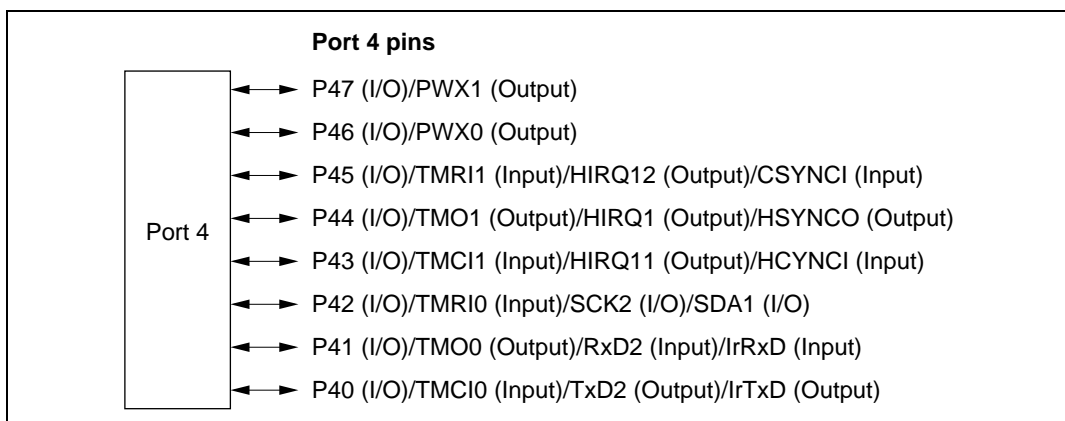 Port 4 pins
P47 (I/O)/PWX1 (Output)
P46 (I/O)/PWX0 (Output)
P45 (I/O)/TMRI1 (Input)/HIRQ12 (Output)/CSYNCI (Input)
P44 (I/O)/TMO1 (Output)/HIRQ1 (Output)/HSYNCO (Output)
Port 4
P43 (I/O)/TMCI1 (Input)/HIRQ11 (Output)/HCYNCI (Input)
P42 (I/O)/TMRI0 (Input)/SCK2 (I/O)/SDA1 (I/O)
P41 (I/O)/TMO0 (Output)/RxD2 (Input)/IrRxD (Input)
P40 (I/O)/TMCI0 (Input)/TxD2 (Output)/IrTxD (Output)